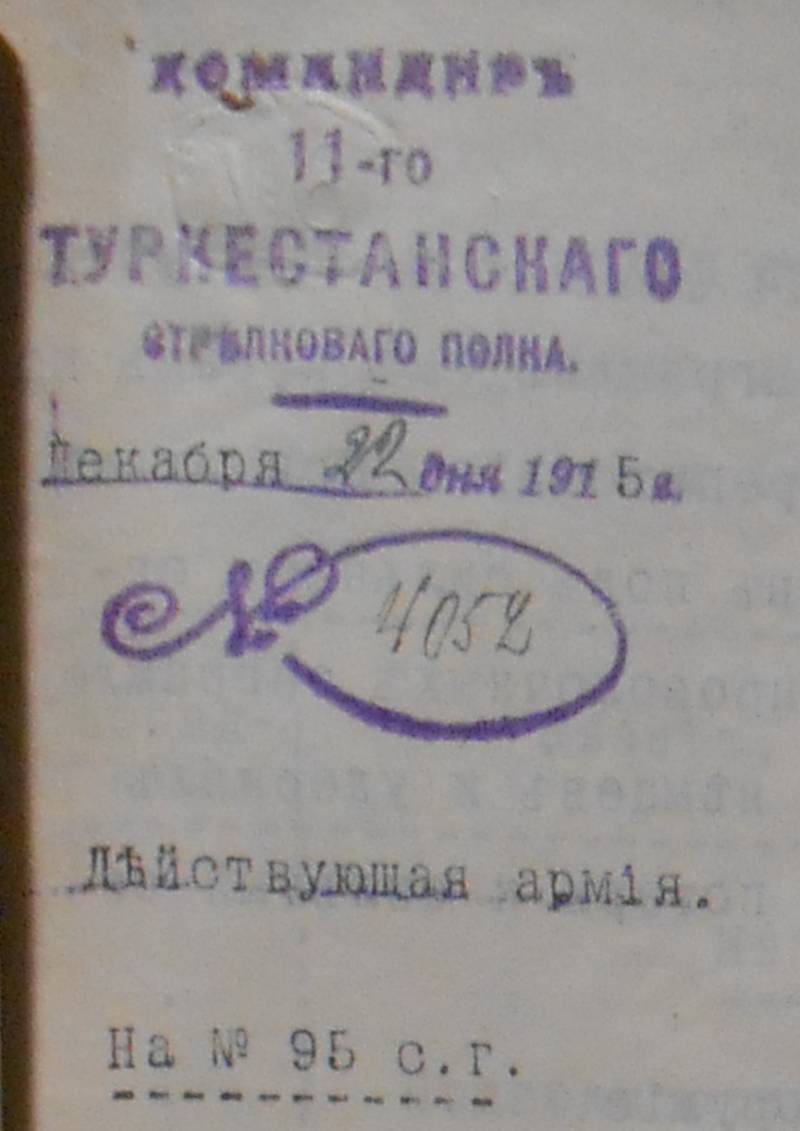 КОМАНДИРЪ
11-го
ТУРКЕСТАНСКАГО
СТРѢЛКОВАГО ПОЛКА.
Декабря 22 дня 1915 г.
№ 4052
Дѣйствующая армія.
На № 95 с.г.